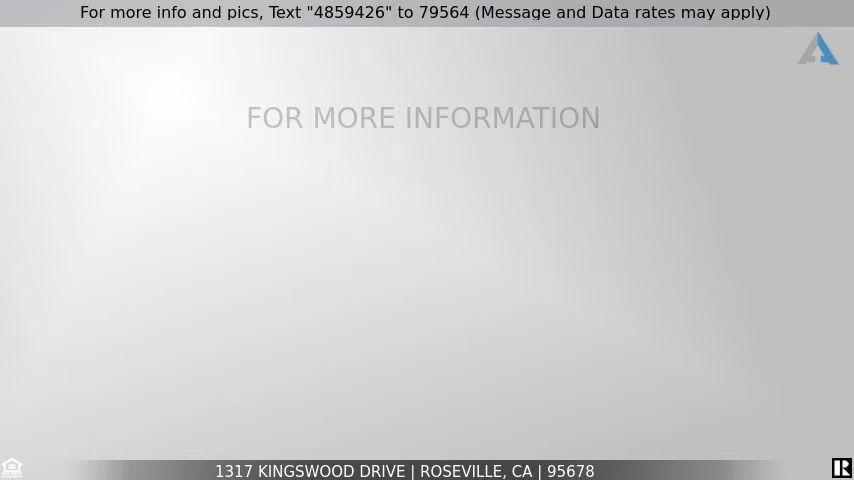 For more info and pics, Text "4859426" to 79564 (Message and Data rates may apply)
FOR MORE INFORMATION
1317 KINGSWOOD DRIVE | ROSEVILLE, CA | 95678